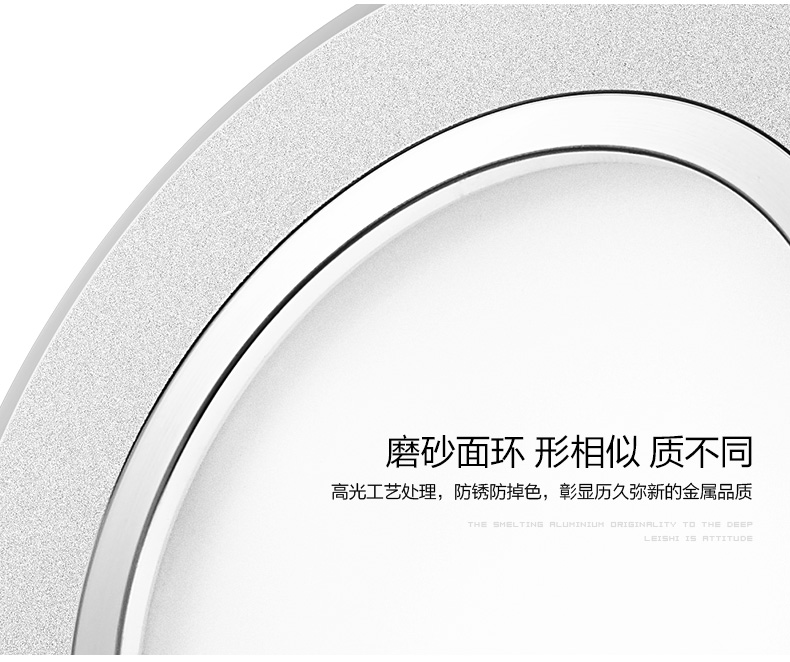 磨砂面环 形相似 质不同
高光工艺处理，防锈防掉色，彰显历久弥新的金属品质
THE SMELTING ALUMINIUM ORIGINALITY TO THE DEEP
LEISHI IS ATTITUDE